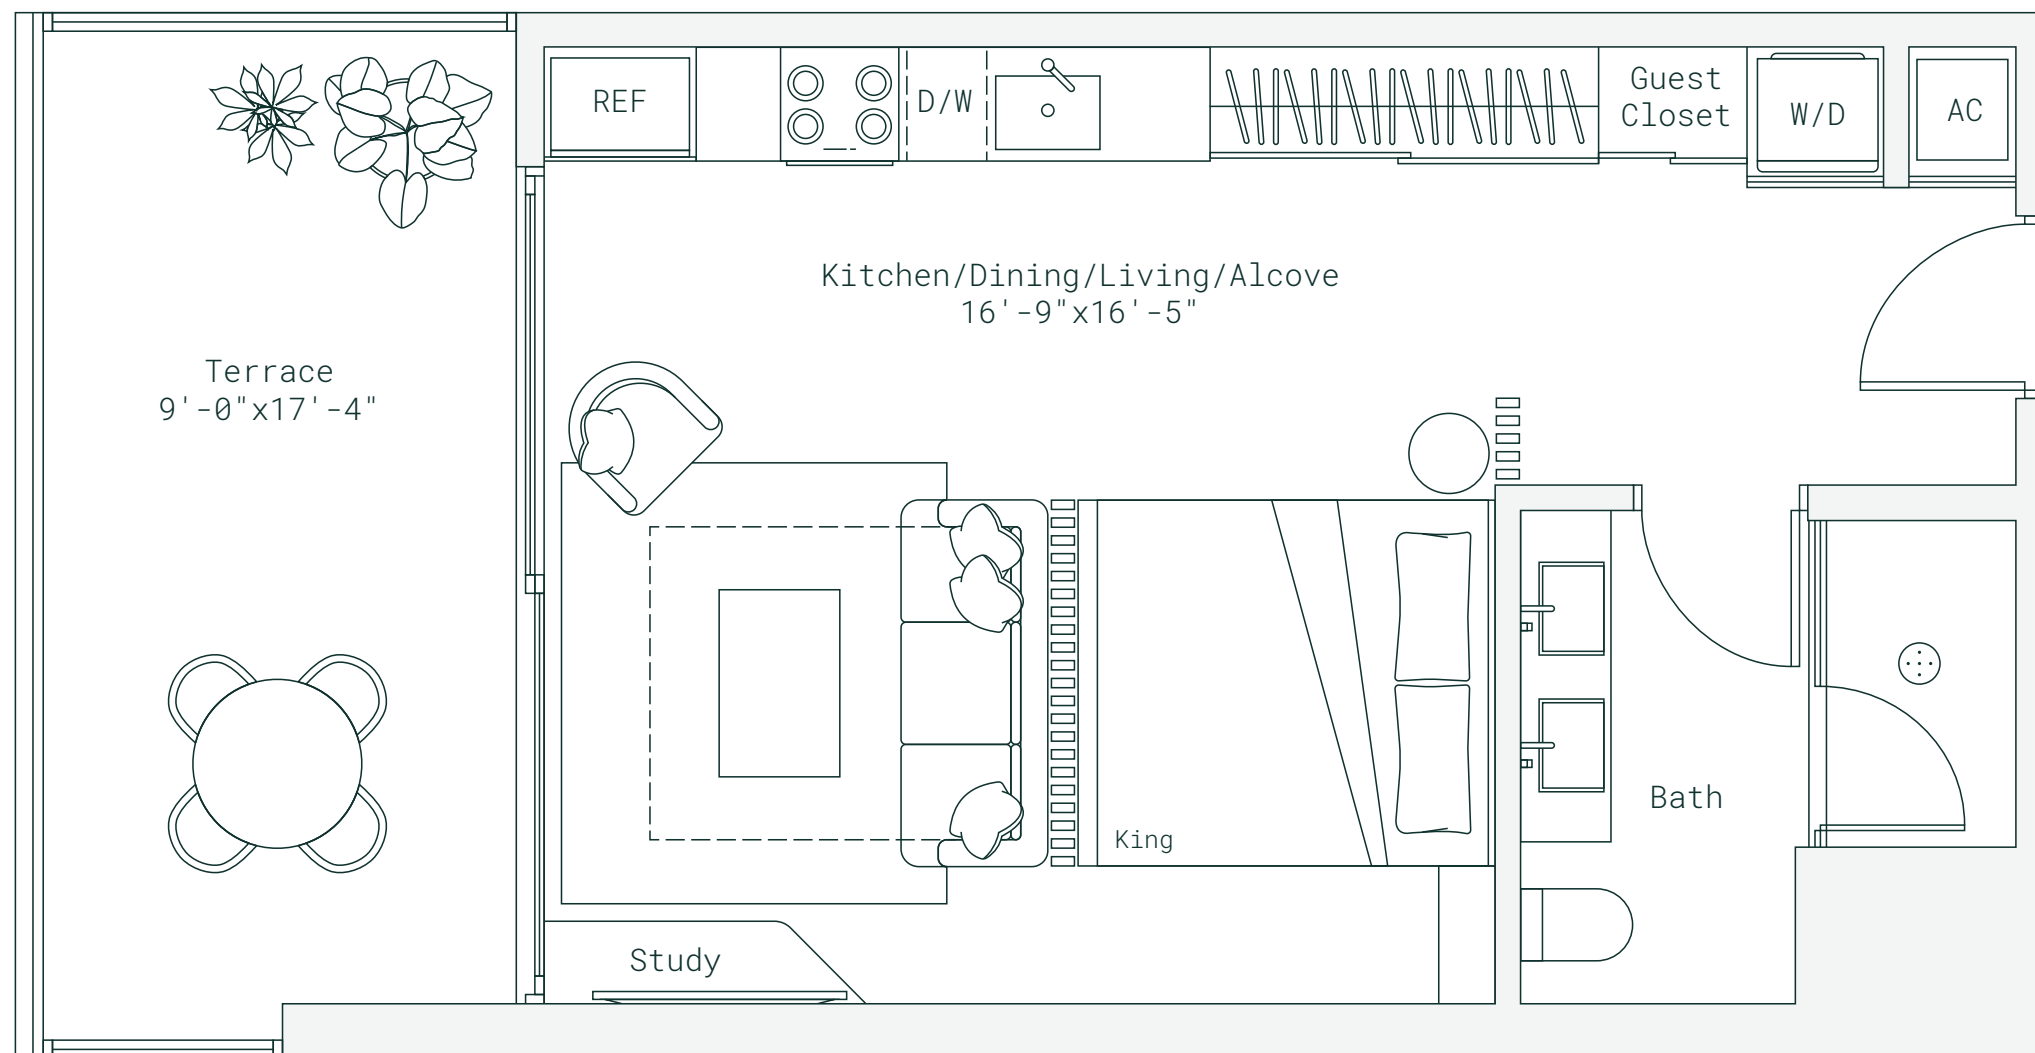 REF
D/W
Guest
Closet
W/D
AC
Kitchen/Dining/Living/Alcove
16'-9"x16'-5"
Terrace
9'-0"x17'-4"
King
Bath
Study